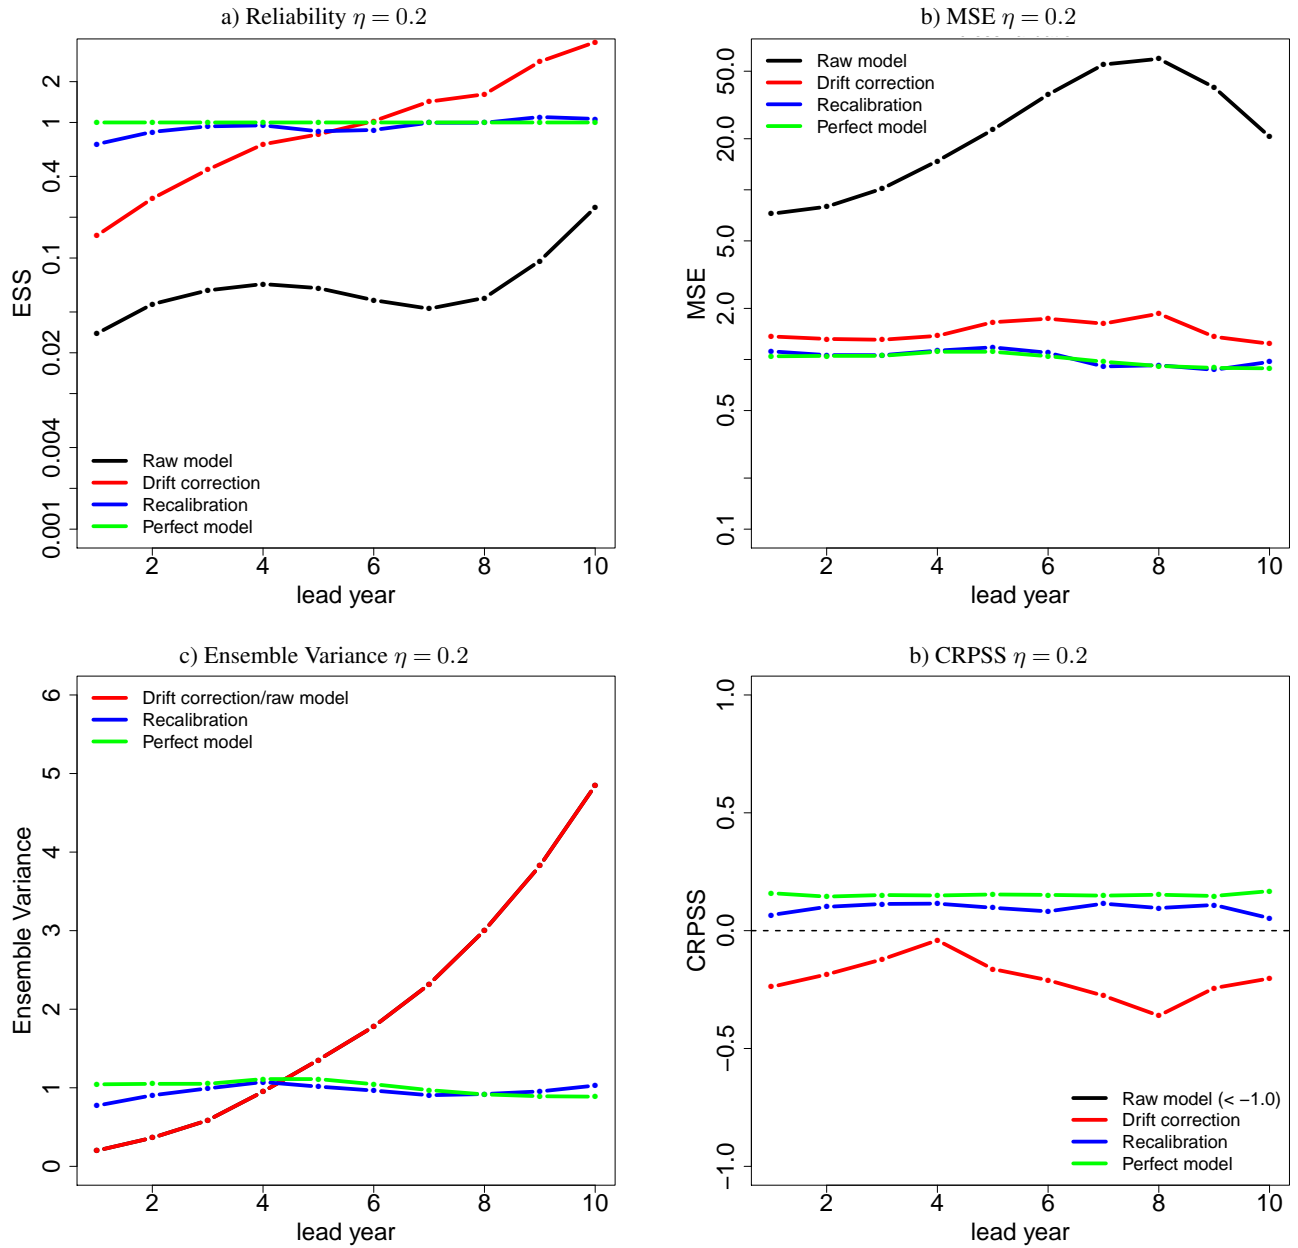 a) Reliability η = 0.2
ESS
2
1
0.4
0.1
0.02
0.004
0.001
Raw model
Drift correction
Recalibration
Perfect model
2 4 6 8 10
lead year
b) MSE η = 0.2
MSE
50.0
20.0
5.0
2.0
0.5
0.1
Raw model
Drift correction
Recalibration
Perfect model
2 4 6 8 10
lead year
c) Ensemble Variance η = 0.2
Ensemble Variance
6
5
4
3
2
1
0
Drift correction/raw model
Recalibration
Perfect model
2 4 6 8 10
lead year
b) CRPSS η = 0.2
CRPSS
1.0
0.5
0.0
−0.5
−1.0
Raw model (< −1.0)
Drift correction
Recalibration
Perfect model
2 4 6 8 10
lead year